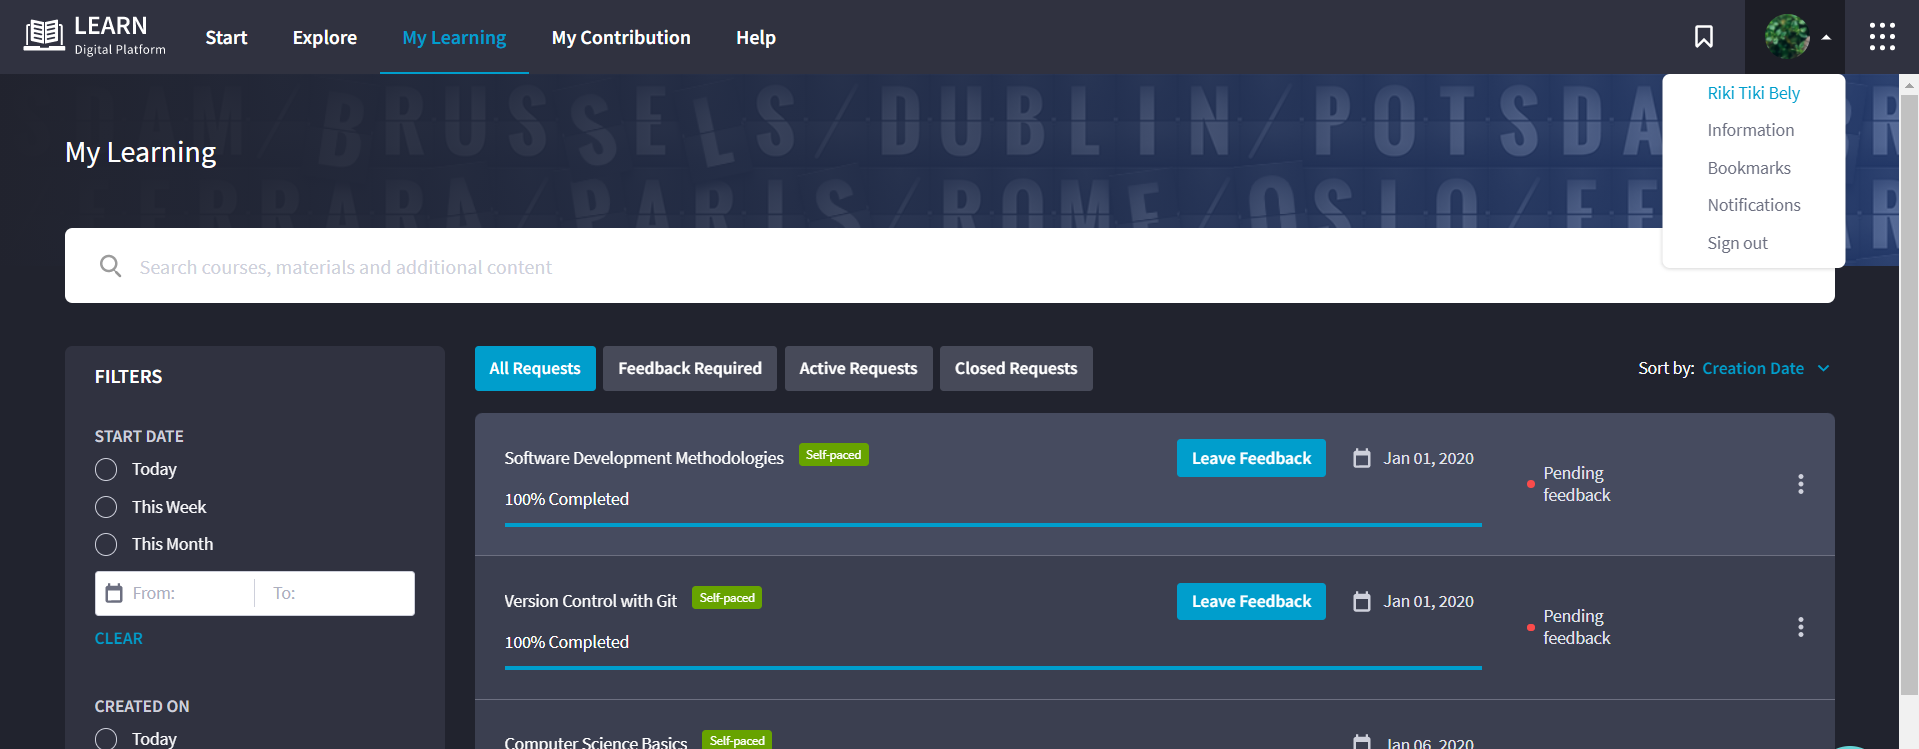 LEARN
Digital Platform
Start
Explore
My Learning
My Contribution
Help
Riki Tiki Bely
Information
Bookmarks
Notifications
Sign out
BRUSSELS/DUBLIN/POTSDA
FERRARA/PARIS/ROME/OSLO/FE
My Learning
Search courses, materials and additional content
FILTERS
START DATE
Today
This Week
This Month
From:
To:
CLEAR
CREATED ON
Today
All Requests
Feedback Required
Active Requests
Closed Requests
Sort by: Creation Date
Software Development Methodologies
Self-paced
Leave Feedback
Jan 01, 2020
Pending
feedback
100% Completed
Version Control with Git
Self-paced
Leave Feedback
Jan 01, 2020
Pending
feedback
100% Completed
Computer Science Basics
Self-paced
Jan 06, 2020